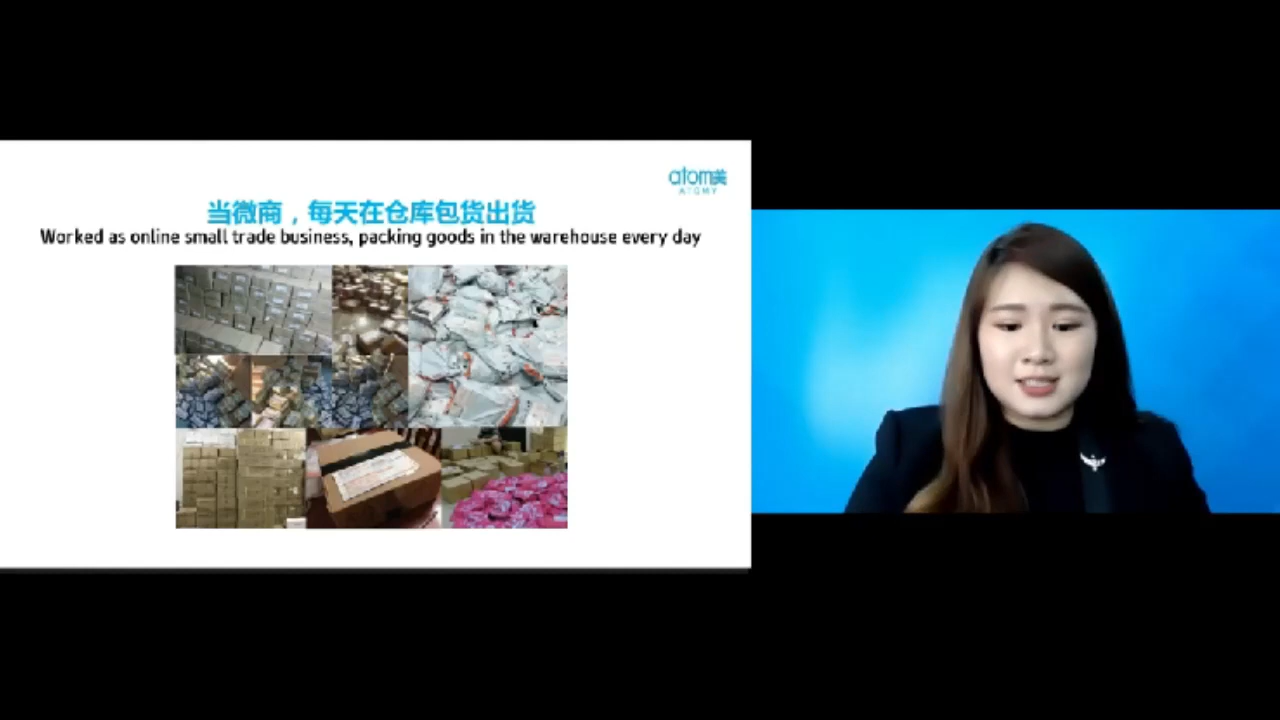 atom美
ATOMY
当微商，每天在仓库包货出货
Worked as online small trade business, packing goods in the warehouse every day